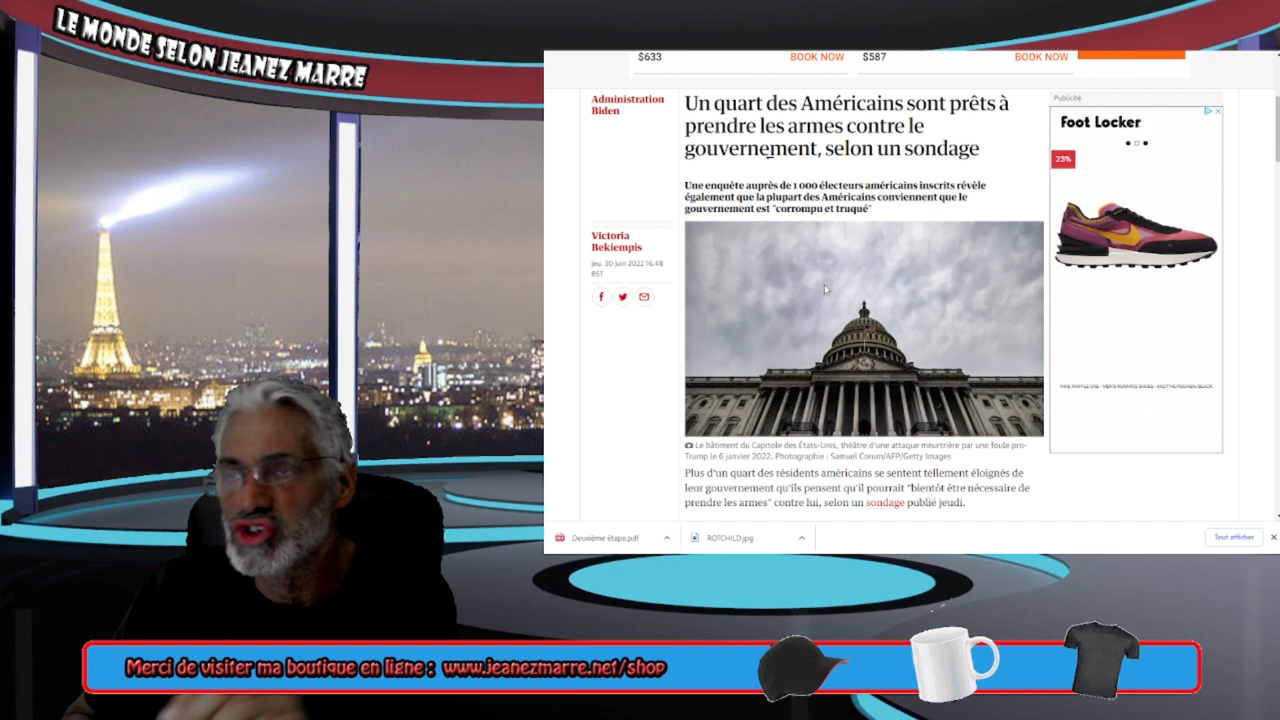 LE MONDE SELON JEANEZ MARRE
$633
BOOK NOW
$587
BOOK NOW
Administration
Biden
Un quart des Américains sont prêts à
prendre les armes contre le
gouvernement, selon un sondage
Une enquête auprès de 1 000 électeurs américains inscrits révèle
également que la plupart des Américains conviennent que le
gouvernement est "corrompu et truqué"
Victoria
Bekiempis
jeu. 30 juin 2022 16.48
BST
Le bâtiment du Capitole des États-Unis, théâtre d'une attaque meurtrière par une foule pro-
Trump le 6 janvier 2022. Photographie : Samuel Corum/AFP/Getty Images
Plus d'un quart des résidents américains se sentent tellement éloignés de
leur gouvernement qu'ils pensent qu'il pourrait "bientôt être nécessaire de
prendre les armes" contre lui, selon un sondage publié jeudi.
Publicité
Foot Locker
25%
NIKE WAFFLE ONE - MEN'S RUNNING SHOES -
Deuxième étape.pdf
ROTCHILD.jpg
Tout afficher
Merci de visiter ma boutique en ligne : www.jeanezmarre.net/shop